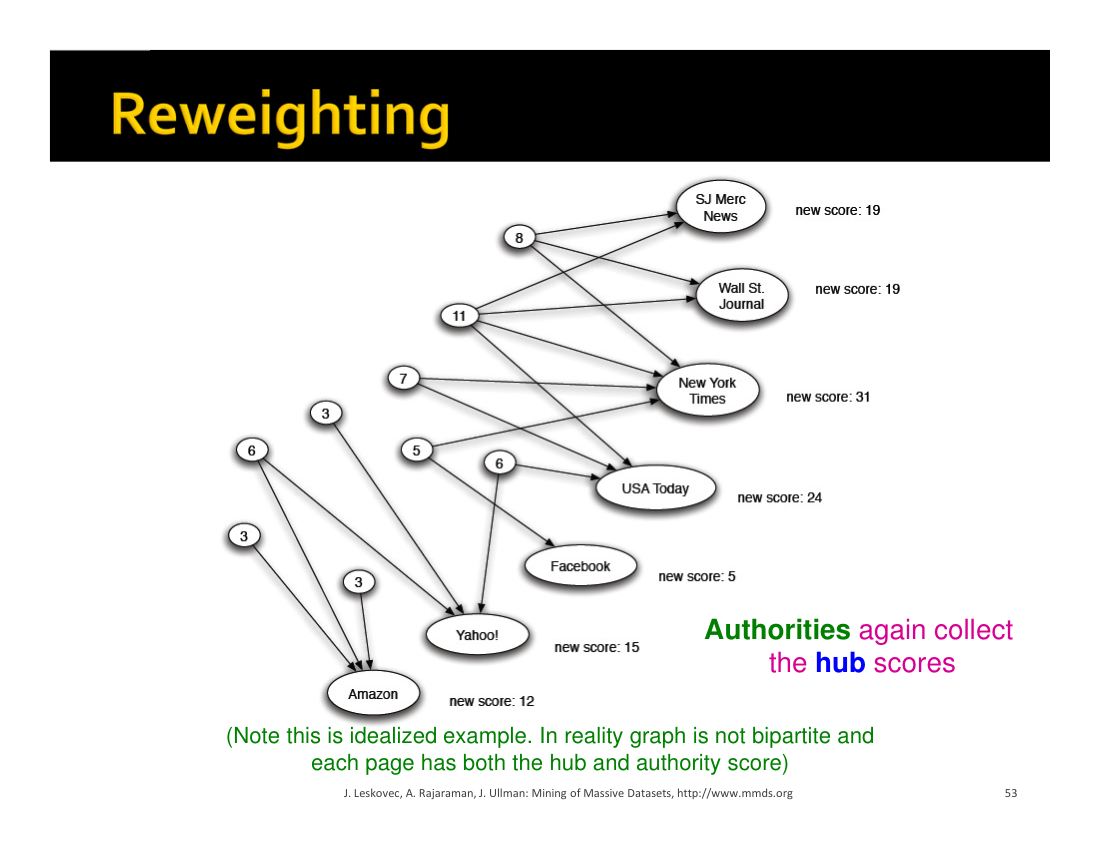 Reweighting
SJ Merc
News
new score: 19
8
Wall St.
Journal
new score: 19
11
7
New York
Times
new score: 31
3
6
5
6
USA Today
new score: 24
3
Facebook
new score: 5
3
Yahoo!
new score: 15
Authorities again collect
the hub scores
Amazon
new score: 12
(Note this is idealized example. In reality graph is not bipartite and
each page has both the hub and authority score)
J. Leskovec, A. Rajaraman, J. Ullman: Mining of Massive Datasets, http://www.mmds.org
53